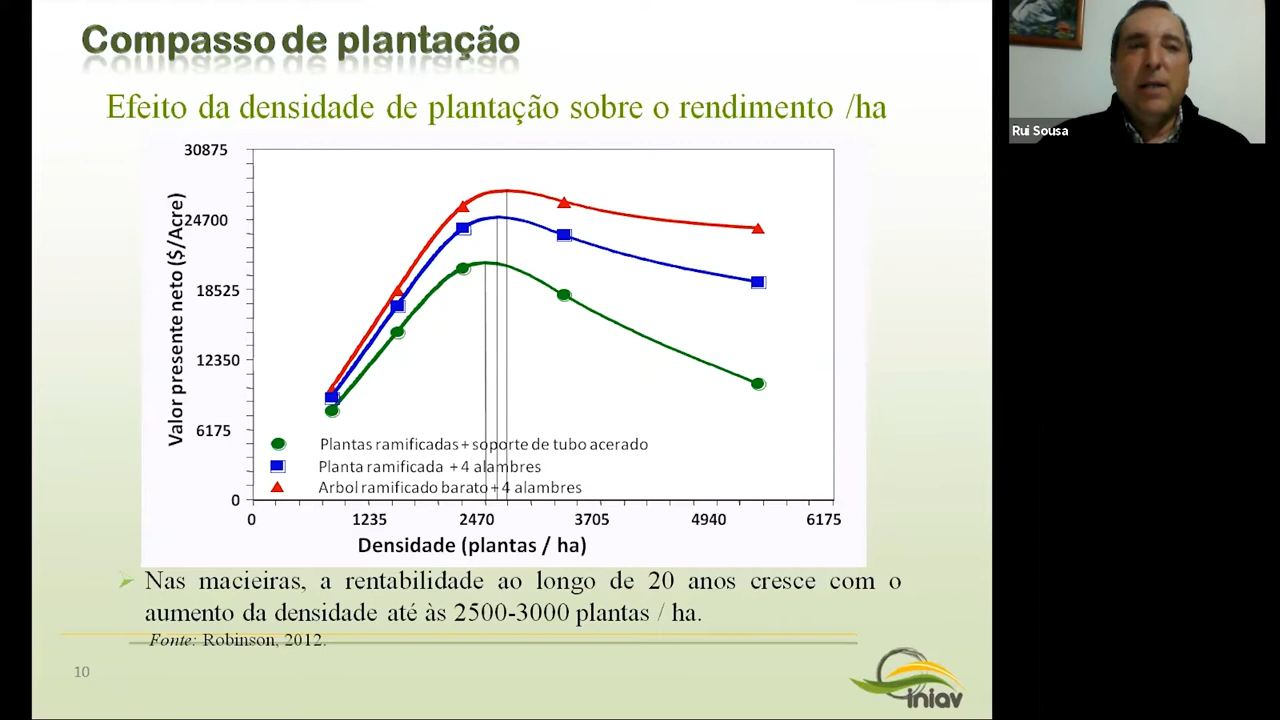 Compasso de plantação
Efeito da densidade de plantação sobre o rendimento /ha
Rui Sousa
Valor presente neto ($/Acre)
30875
24700
18525
12350
6175
0
Plantas ramificadas + soporte de tubo acerado
Planta ramificada + 4 alambres
Arbol ramificado barato + 4 alambres
0 1235 2470 3705 4940 6175
Densidade (plantas / ha)
Nas macieiras, a rentabilidade ao longo de 20 anos cresce com o
aumento da densidade até às 2500-3000 plantas / ha.
Fonte: Robinson, 2012.
10
iniav